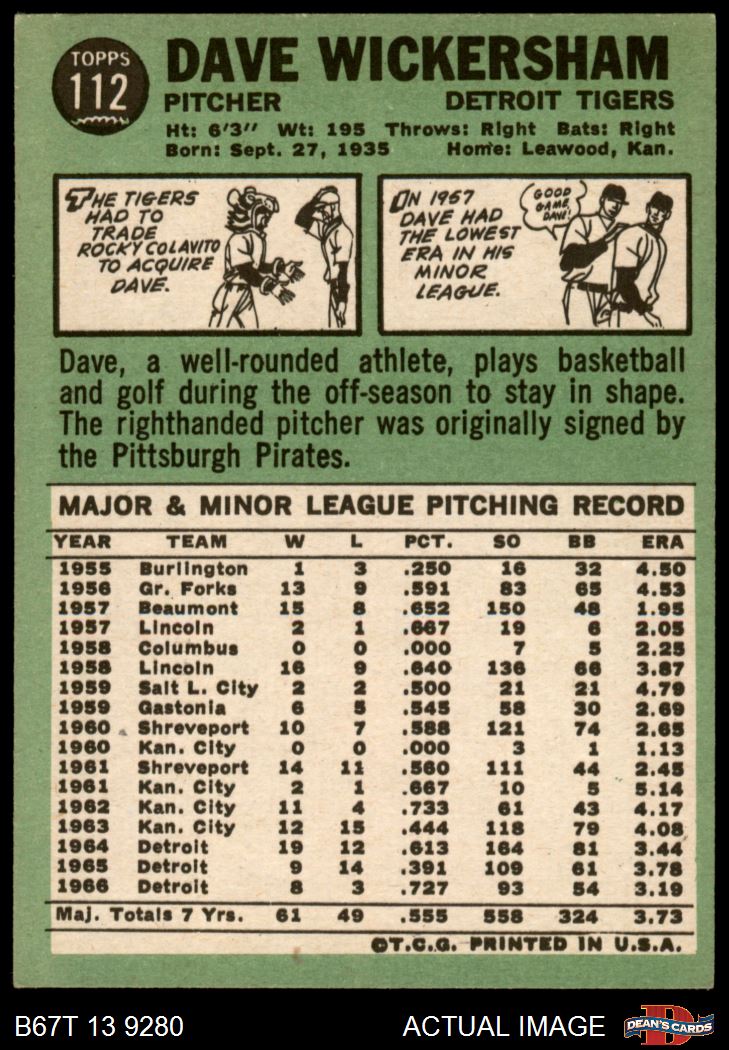 TOPPS
112
DAVE WICKERSHAM
PITCHER DETROIT TIGERS
Ht: 6'3" Wt: 195 Throws: Right Bats: Right
Born: Sept. 27, 1935 Home: Leawood, Kan.
THE TIGERS
HAD TO
TRADE
ROCKY COLAVITO
TO ACQUIRE
DAVE.
IN 1957
DAVE HAD
THE LOWEST
ERA IN HIS
MINOR
LEAGUE.
GOOD
GAME,
DAVE!
Dave, a well-rounded athlete, plays basketball
and golf during the off-season to stay in shape.
The righthanded pitcher was originally signed by
the Pittsburgh Pirates.
MAJOR & MINOR LEAGUE PITCHING RECORD
YEAR TEAM W L PCT. SO BB ERA
1955 Burlington 1 3 .250 16 32 4.50
1956 Gr. Forks 13 9 .591 83 65 4.53
1957 Beaumont 15 8 .652 150 48 1.95
1957 Lincoln 2 1 .667 19 6 2.05
1958 Columbus 0 0 .000 7 5 2.25
1958 Lincoln 16 9 .640 136 66 3.87
1959 Salt L. City 2 2 .500 21 21 4.79
1959 Gastonia 6 5 .545 58 30 2.69
1960 Shreveport 10 7 .588 121 74 2.65
1960 Kan. City 0 0 .000 3 1 1.13
1961 Shreveport 14 11 .560 111 44 2.45
1961 Kan. City 2 1 .667 10 5 5.14
1962 Kan. City 11 4 .733 61 43 4.17
1963 Kan. City 12 15 .444 118 79 4.08
1964 Detroit 19 12 .613 164 81 3.44
1965 Detroit 9 14 .391 109 61 3.78
1966 Detroit 8 3 .727 93 54 3.19
Maj. Totals 7 Yrs. 61 49 .555 558 324 3.73
©T.C.G. PRINTED IN U.S.A.
B67T 13 9280 ACTUAL IMAGE
D
DEAN'S CARDS